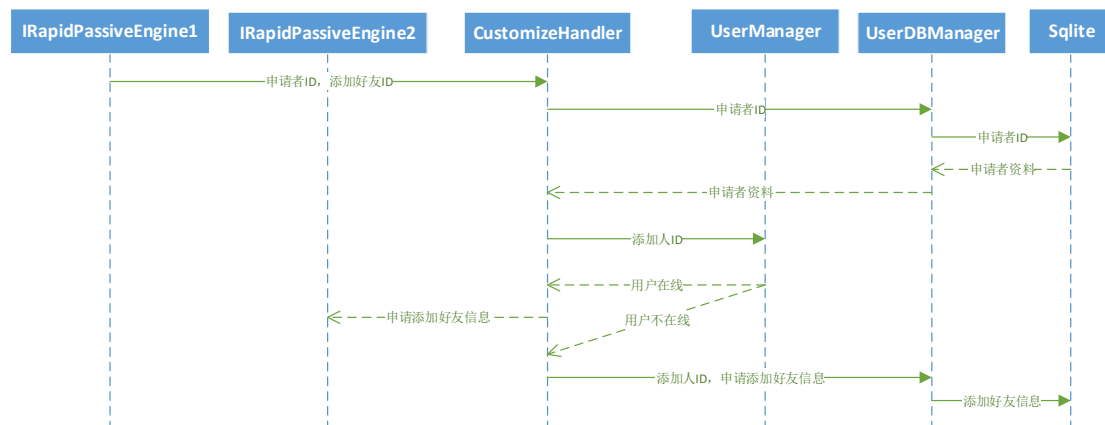 IRapidPassiveEngine1
IRapidPassiveEngine2
CustomizeHandler
UserManager
UserDBManager
Sqlite
申请者ID，添加好友ID
申请者ID
申请者ID
申请者资料
申请者资料
添加人ID
用户在线
申请添加好友信息
用户不在线
添加人ID，申请添加好友信息
添加好友信息